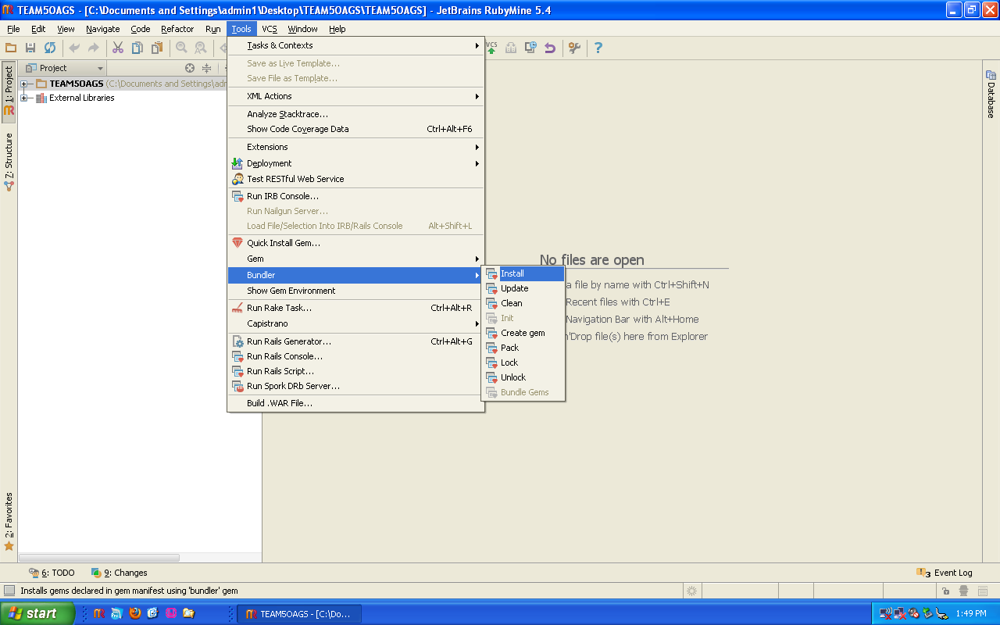 TEAM5OAGS - [C:\Documents and Settings\admin1\Desktop\TEAM5OAGS\TEAM5OAGS] - JetBrains RubyMine 5.4
File Edit View Navigate Code Refactor Run Tools VCS Window Help
VCS
Project
TEAM5OAGS (C:\Documents and Settings\adm
External Libraries
1: Project
Z: Structure
2: Favorites
Database
Tasks & Contexts
Save as Live Template...
Save File as Template...
XML Actions
Analyze Stacktrace...
Show Code Coverage Data Ctrl+Alt+F6
Extensions
Deployment
Test RESTful Web Service
Run IRB Console...
Run Nailgun Server...
Load File/Selection Into IRB/Rails Console Alt+Shift+L
Quick Install Gem...
Gem
Bundler
Show Gem Environment
Run Rake Task... Ctrl+Alt+R
Capistrano
Run Rails Generator... Ctrl+Alt+G
Run Rails Console...
Run Rails Script...
Run Spork DRb Server...
Build .WAR File...
Install
Update
Clean
Init
Create gem
Pack
Lock
Unlock
Bundle Gems
No files are open
a file by name with Ctrl+Shift+N
Recent files with Ctrl+E
Navigation Bar with Alt+Home
n'Drop file(s) here from Explorer
6: TODO 9: Changes
3 Event Log
Installs gems declared in gem manifest using 'bundler' gem
start
TEAM5OAGS - [C:\Do...
1:49 PM